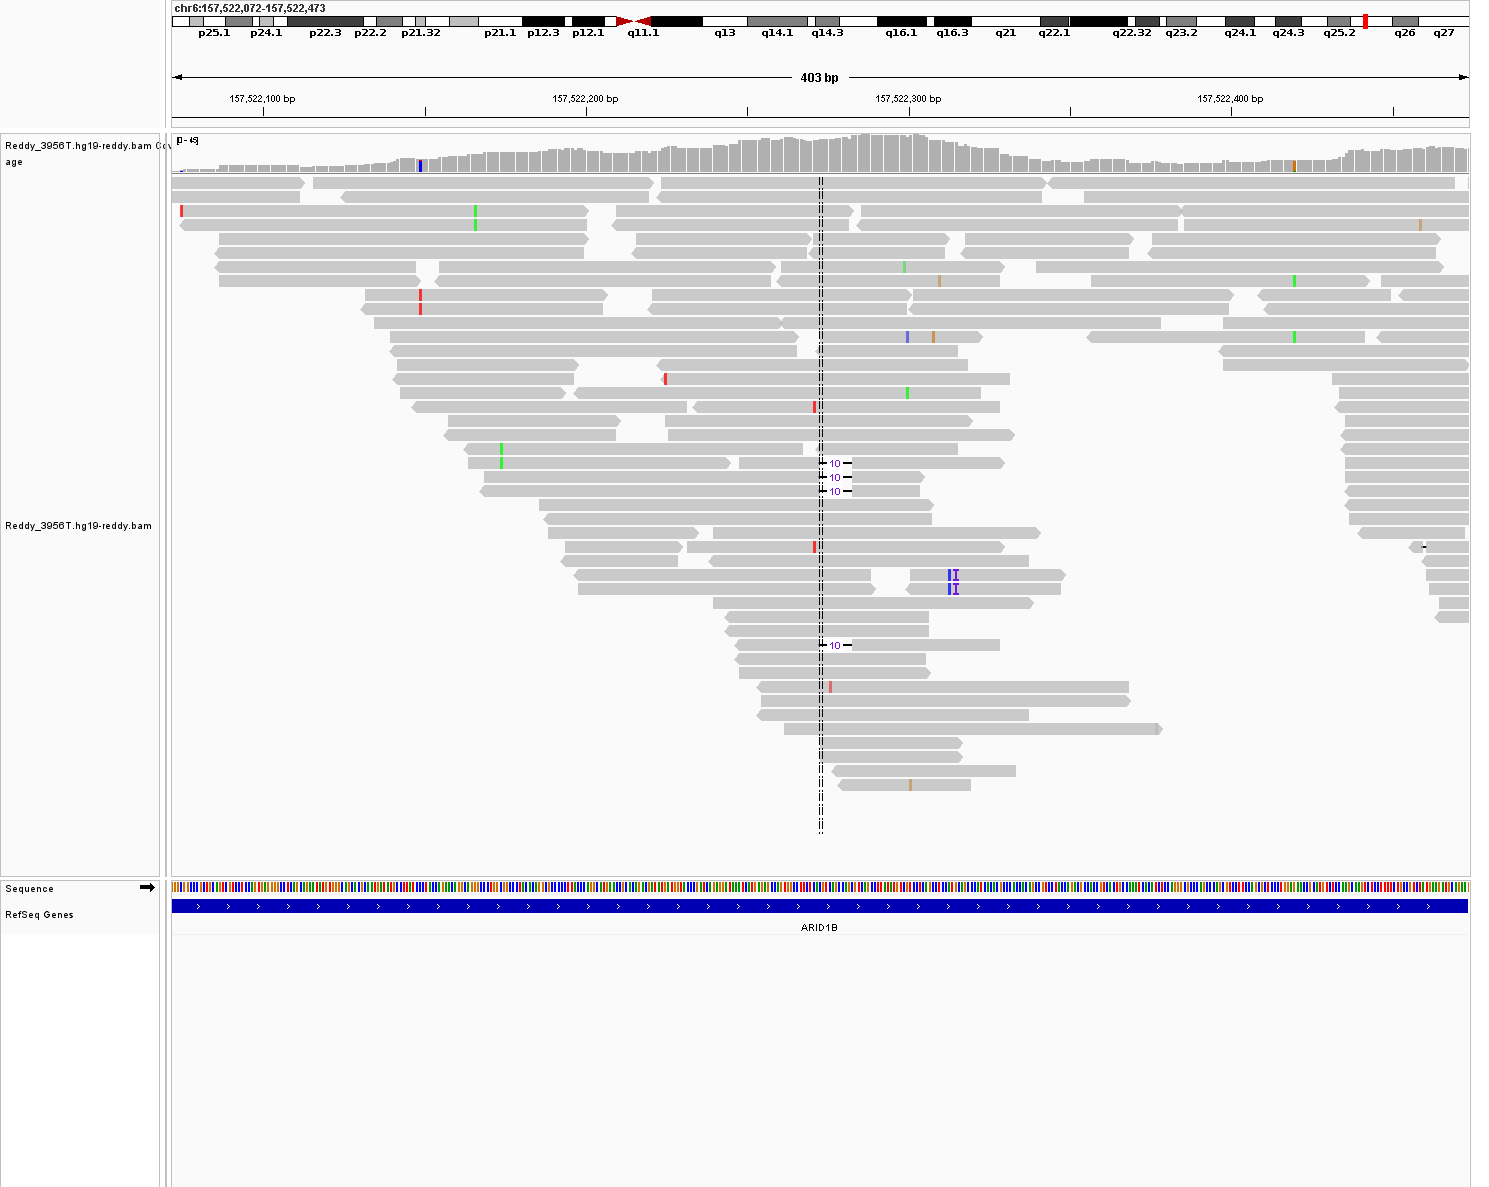 chr6:157,522,072-157,522,473
p25.1 p24.1 p22.3 p22.2 p21.32 p21.1 p12.3 p12.1 q11.1 q13 q14.1 q14.3 q16.1 q16.3 q21 q22.1 q22.32 q23.2 q24.1 q24.3 q25.2 q26 q27
403 bp
157,522,100 bp 157,522,200 bp 157,522,300 bp 157,522,400 bp
Reddy_3956T.hg19-reddy.bam
age
10
10
10
Reddy_3956T.hg19-reddy.bam
10
Sequence
RefSeq Genes
ARID1B